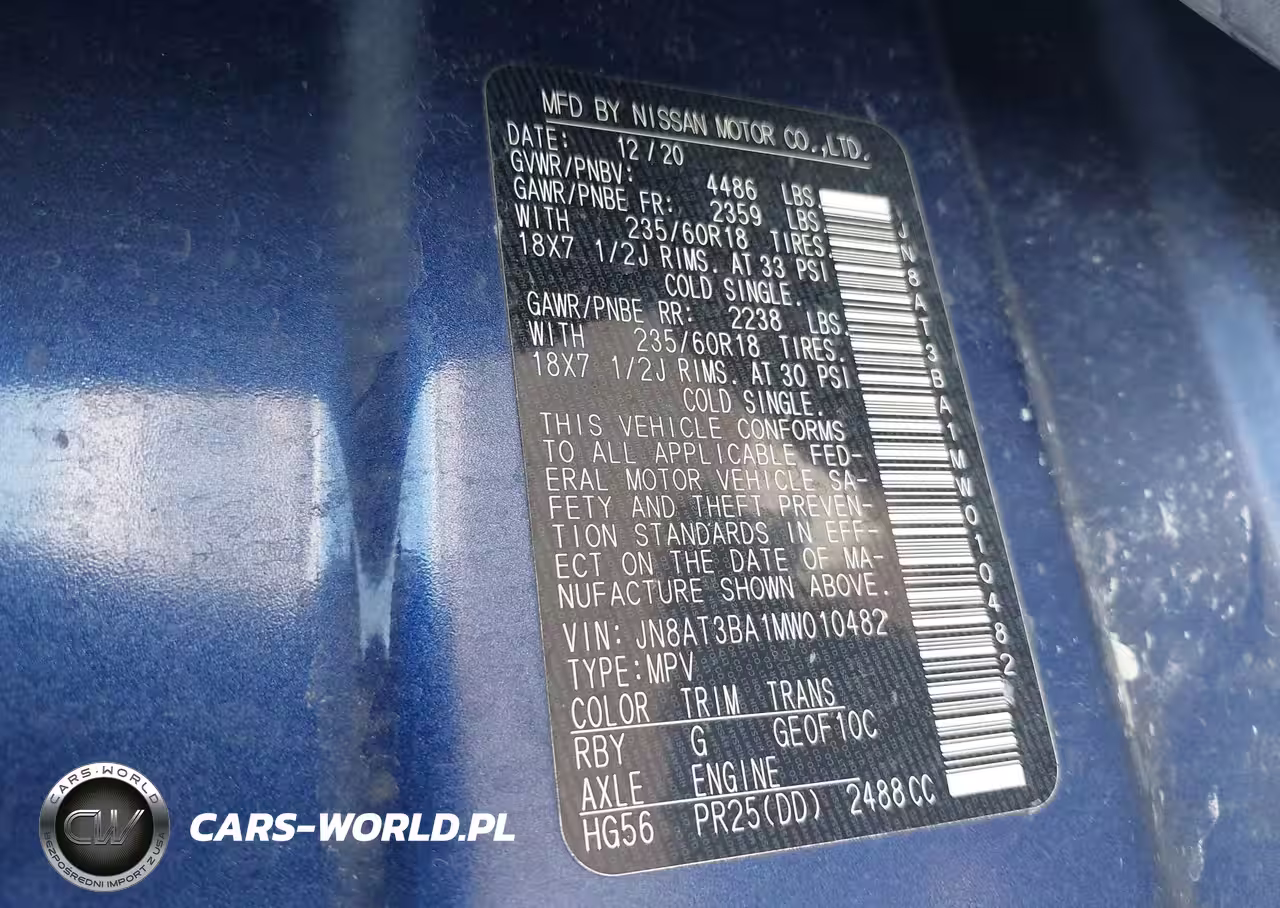 MFD BY NISSAN MOTOR CO.,LTD.
DATE: 12/20
GVWR/PNBV: 4486 LBS
GAWR/PNBE FR: 2359 LBS.
WITH 235/60R18 TIRES.
18X7 1/2J RIMS. AT 33 PSI
COLD SINGLE.
GAWR/PNBE RR: 2238 LBS.
WITH 235/60R18 TIRES.
18X7 1/2J RIMS. AT 30 PSI
COLD SINGLE.
THIS VEHICLE CONFORMS
TO ALL APPLICABLE FED-
ERAL MOTOR VEHICLE SA-
FETY AND THEFT PREVEN-
TION STANDARDS IN EFF-
ECT ON THE DATE OF MA-
NUFACTURE SHOWN ABOVE.
VIN: JN8AT3BA1MW010482
TYPE:MPV
COLOR TRIM TRANS
RBY G GE0F10C
AXLE ENGINE
HG56 PR25(DD) 2488CC
JN8AT3BA1MW010482
CARS-WORLD
CW
BEZPOŚREDNI IMPORT Z USA
CARS-WORLD.PL